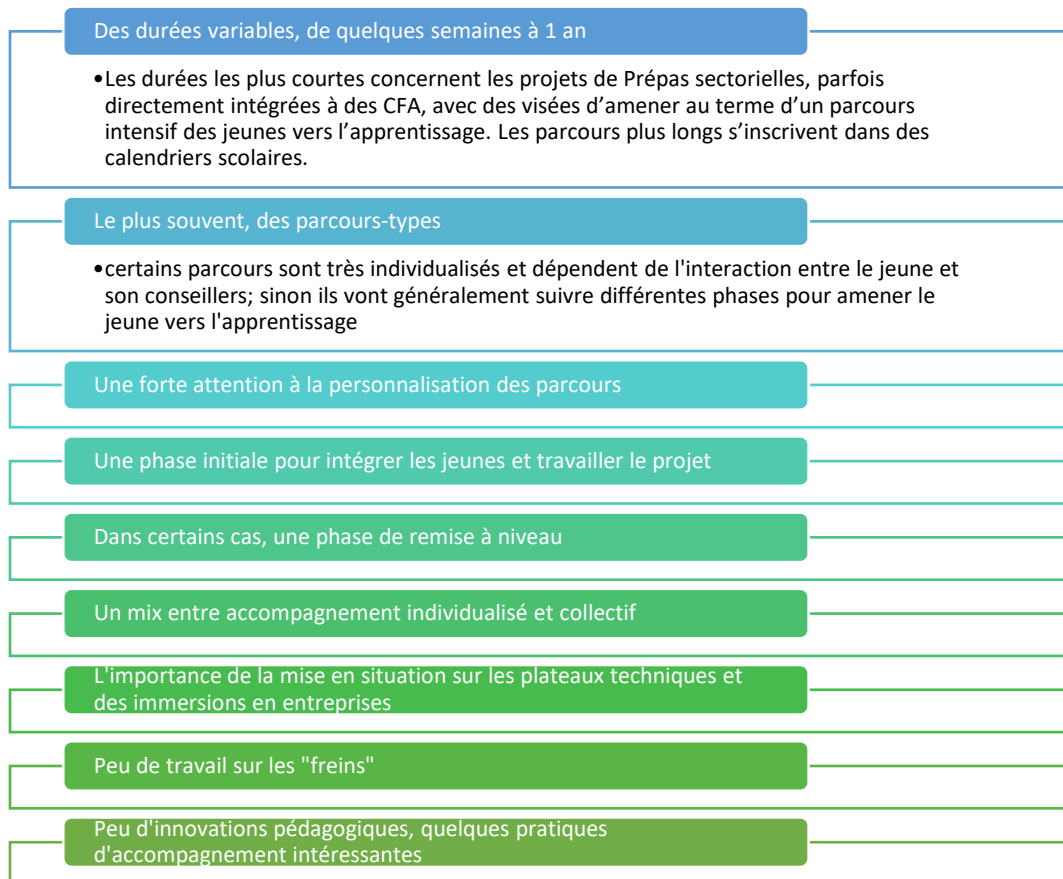 Des durées variables, de quelques semaines à 1 an
•Les durées les plus courtes concernent les projets de Prépas sectorielles, parfois
directement intégrées à des CFA, avec des visées d’amener au terme d’un parcours
intensif des jeunes vers l’apprentissage. Les parcours plus longs s’inscrivent dans des
calendriers scolaires.
Le plus souvent, des parcours-types
•certains parcours sont très individualisés et dépendent de l'interaction entre le jeune et
son conseillers; sinon ils vont généralement suivre différentes phases pour amener le
jeune vers l'apprentissage
Une forte attention à la personnalisation des parcours
Une phase initiale pour intégrer les jeunes et travailler le projet
Dans certains cas, une phase de remise à niveau
Un mix entre accompagnement individualisé et collectif
L'importance de la mise en situation sur les plateaux techniques et
des immersions en entreprises
Peu de travail sur les "freins"
Peu d'innovations pédagogiques, quelques pratiques
d'accompagnement intéressantes